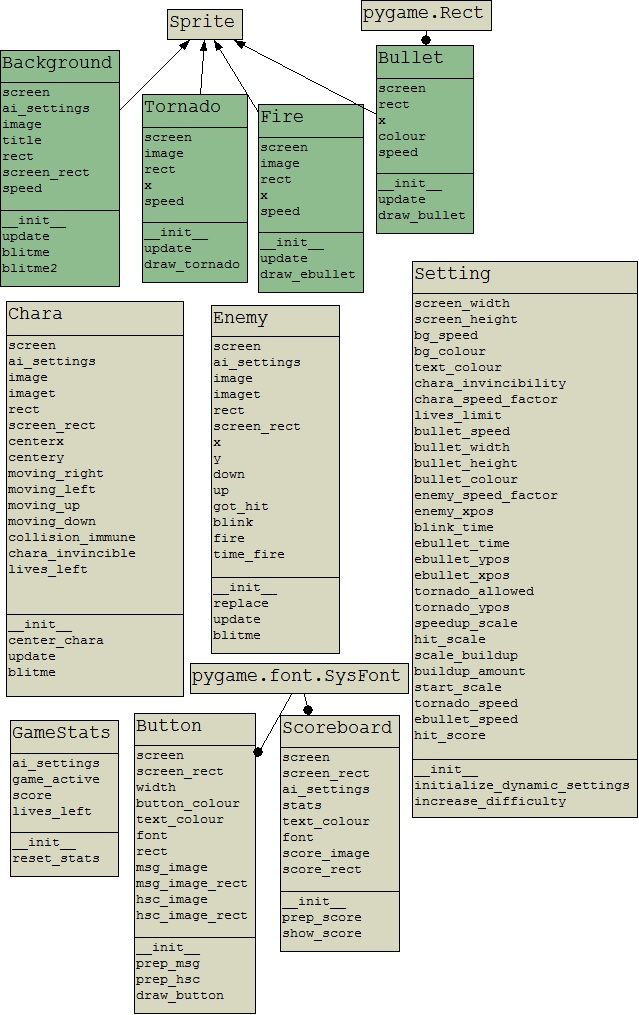 Sprite
pygame.Rect
Background
screen
ai_settings
image
title
rect
screen_rect
speed
__init__
update
blitme
blitme2
Tornado
screen
image
rect
x
speed
__init__
update
draw_tornado
Fire
screen
image
rect
x
speed
__init__
update
draw_ebullet
Bullet
screen
rect
x
colour
speed
__init__
update
draw_bullet
Chara
screen
ai_settings
image
imaget
rect
screen_rect
centerx
centery
moving_right
moving_left
moving_up
moving_down
collision_immune
chara_invincible
lives_left
__init__
center_chara
update
blitme
Enemy
screen
ai_settings
image
imaget
rect
screen_rect
x
y
down
up
got_hit
blink
fire
time_fire
__init__
replace
update
blitme
Setting
screen_width
screen_height
bg_speed
bg_colour
text_colour
chara_invincibility
chara_speed_factor
lives_limit
bullet_speed
bullet_width
bullet_height
bullet_colour
enemy_speed_factor
enemy_xpos
blink_time
ebullet_time
ebullet_ypos
ebullet_xpos
tornado_allowed
tornado_ypos
speedup_scale
hit_scale
scale_buildup
buildup_amount
start_scale
tornado_speed
ebullet_speed
hit_score
__init__
initialize_dynamic_settings
increase_difficulty
pygame.font.SysFont
GameStats
ai_settings
game_active
score
lives_left
__init__
reset_stats
Button
screen
screen_rect
width
button_colour
text_colour
font
rect
msg_image
msg_image_rect
hsc_image
hsc_image_rect
__init__
prep_msg
prep_hsc
draw_button
Scoreboard
screen
screen_rect
ai_settings
stats
text_colour
font
score_image
score_rect
__init__
prep_score
show_score